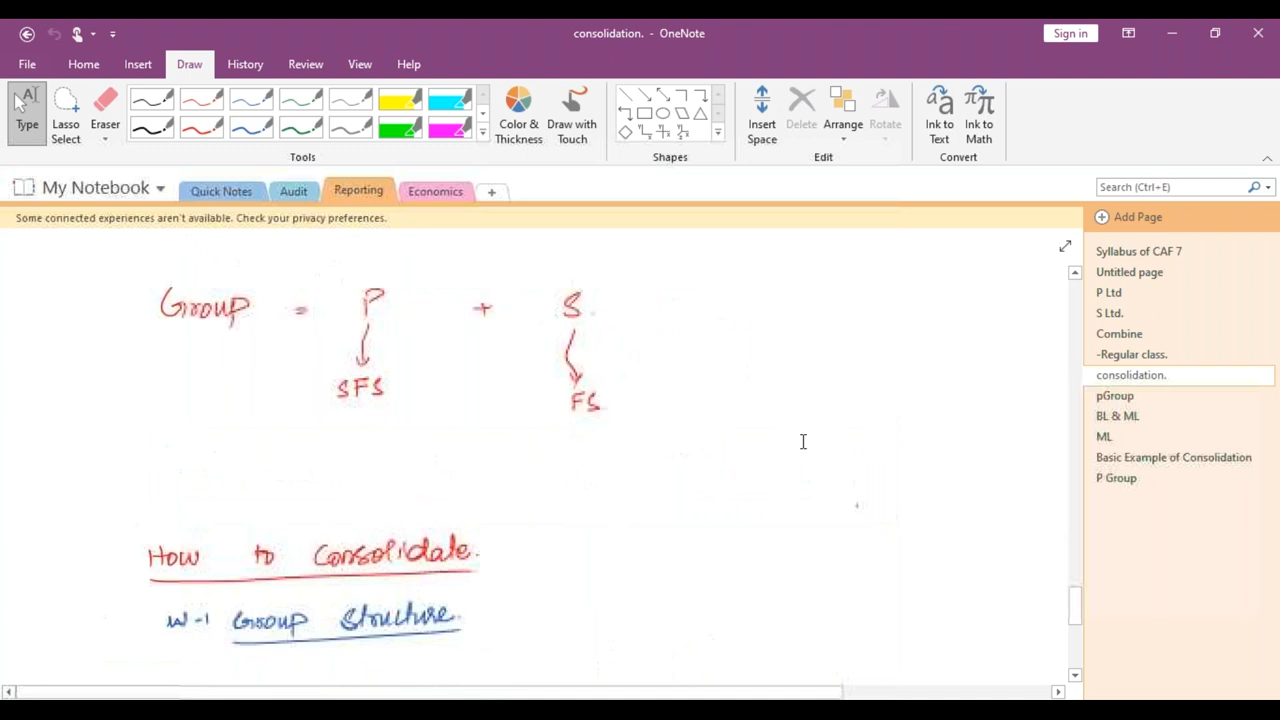 consolidation. - OneNote
Sign in
File Home Insert Draw History Review View Help
Type
Lasso Select
Eraser
Color & Thickness
Draw with Touch
Insert Space
Delete
Arrange
Rotate
Ink to Text
Ink to Math
Tools
Shapes
Edit
Convert
My Notebook
Quick Notes
Audit
Reporting
Economics
Search (Ctrl+E)
Some connected experiences aren't available. Check your privacy preferences.
Add Page
Syllabus of CAF 7
Untitled page
P Ltd
S Ltd.
Combine
-Regular class.
consolidation.
pGroup
BL & ML
ML
Basic Example of Consolidation
P Group
Group = P + S
SFS
FS
How to Consolidate.
W-1 Group Structure.